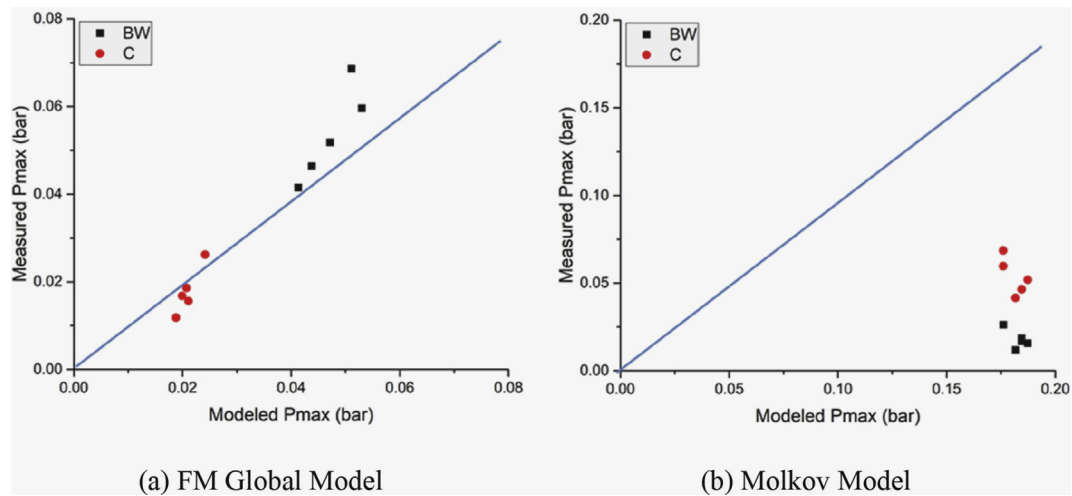 BW
C
Measured Pmax (bar)
0.08
0.06
0.04
0.02
0.00
0.00 0.02 0.04 0.06 0.08
Modeled Pmax (bar)
(a) FM Global Model
BW
C
Measured Pmax (bar)
0.20
0.15
0.10
0.05
0.00
0.00 0.05 0.10 0.15 0.20
Modeled Pmax (bar)
(b) Molkov Model